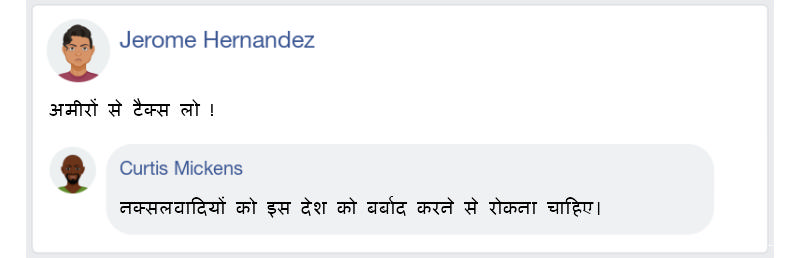 Jerome Hernandez
अमीरों से टैक्स लो !
Curtis Mickens
नक्सलवादियों को इस देश को बर्बाद करने से रोकना चाहिए।